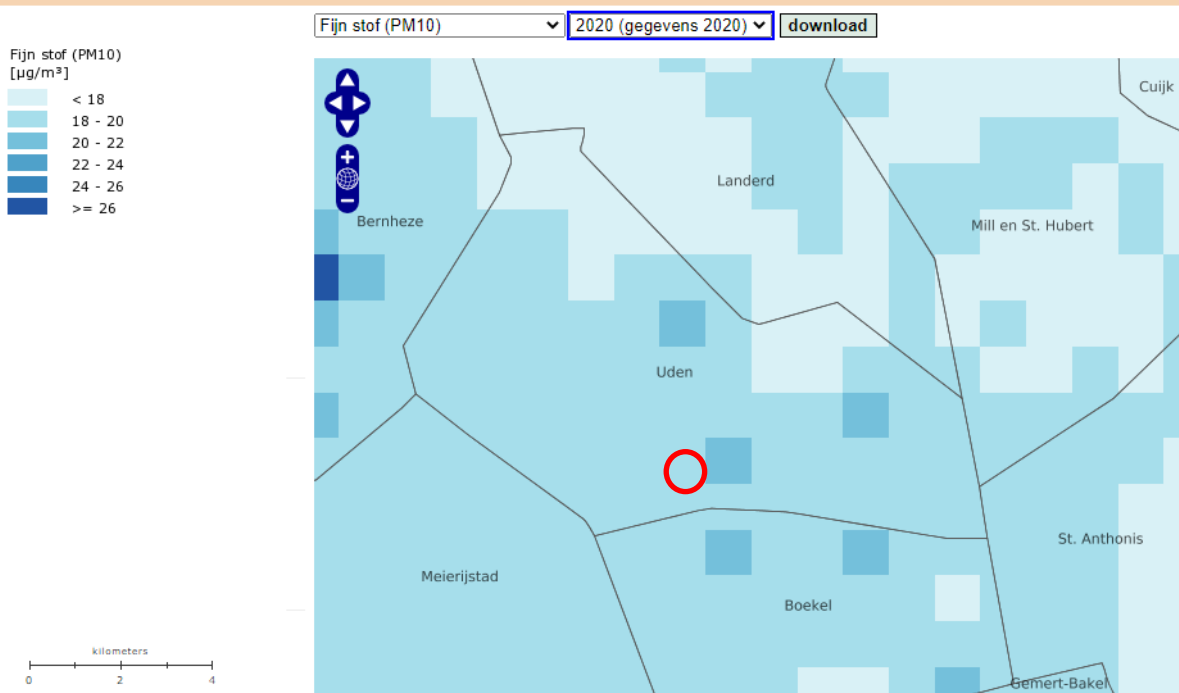 Fijn stof (PM10) 2020 (gegevens 2020) download
Fijn stof (PM10)
[µg/m³]
< 18
18 - 20
20 - 22
22 - 24
24 - 26
>= 26
Cuijk
Landerd
Bernheze
Mill en St. Hubert
Uden
St. Anthonis
Meierijstad
Boekel
Gemert-Bakel
kilometers
0 2 4